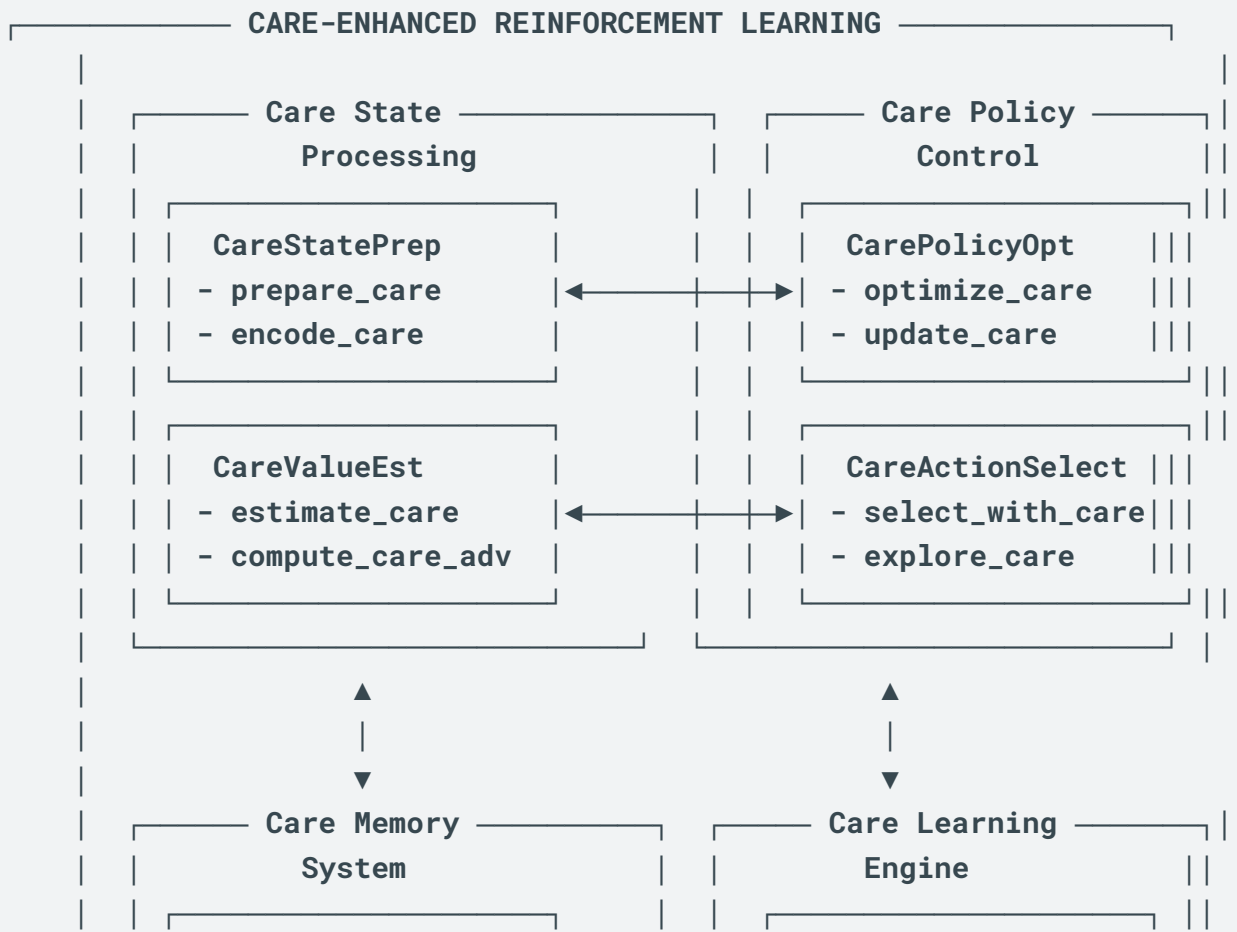 CARE-ENHANCED REINFORCEMENT LEARNING
Care State Care Policy
Processing Control
CareStatePrep CarePolicyOpt
- prepare_care - optimize_care
- encode_care - update_care
CareValueEst CareActionSelect
- estimate_care - select_with_care
- compute_care_adv - explore_care
Care Memory Care Learning
System Engine